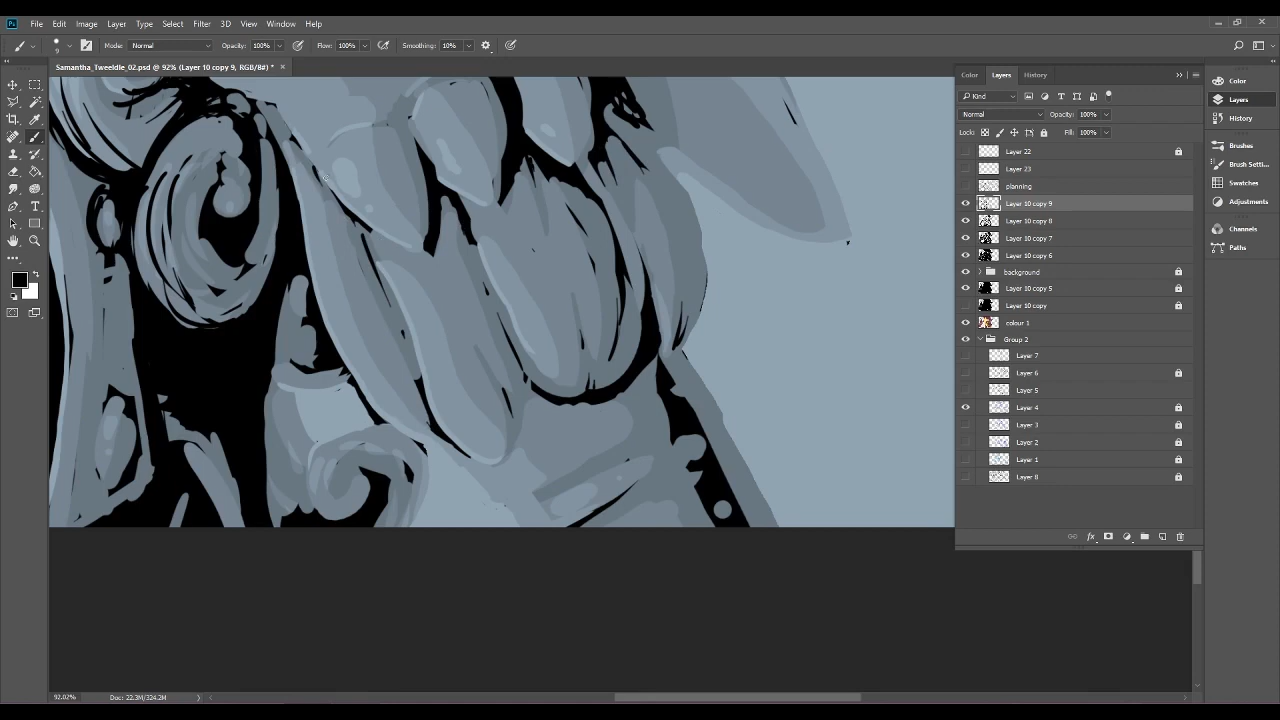 Ps File Edit Image Layer Type Select Filter 3D View Window Help
9 Mode: Normal Opacity: 100% Flow: 100% Smoothing: 10%
Samantha_Tweeldle_02.psd @ 92% (Layer 10 copy 9, RGB/8#) * ×
Color Layers History
Kind
Normal Opacity: 100%
Lock: Fill: 100%
Layer 22
Layer 23
planning
Layer 10 copy 9
Layer 10 copy 8
Layer 10 copy 7
Layer 10 copy 6
background
Layer 10 copy 5
Layer 10 copy
colour 1
Group 2
Layer 7
Layer 6
Layer 5
Layer 4
Layer 3
Layer 2
Layer 1
Layer 8
fx
Color
Layers
History
Brushes
Brush Setti...
Swatches
Adjustments
Channels
Paths
92.02% Doc: 22.3M/324.2M